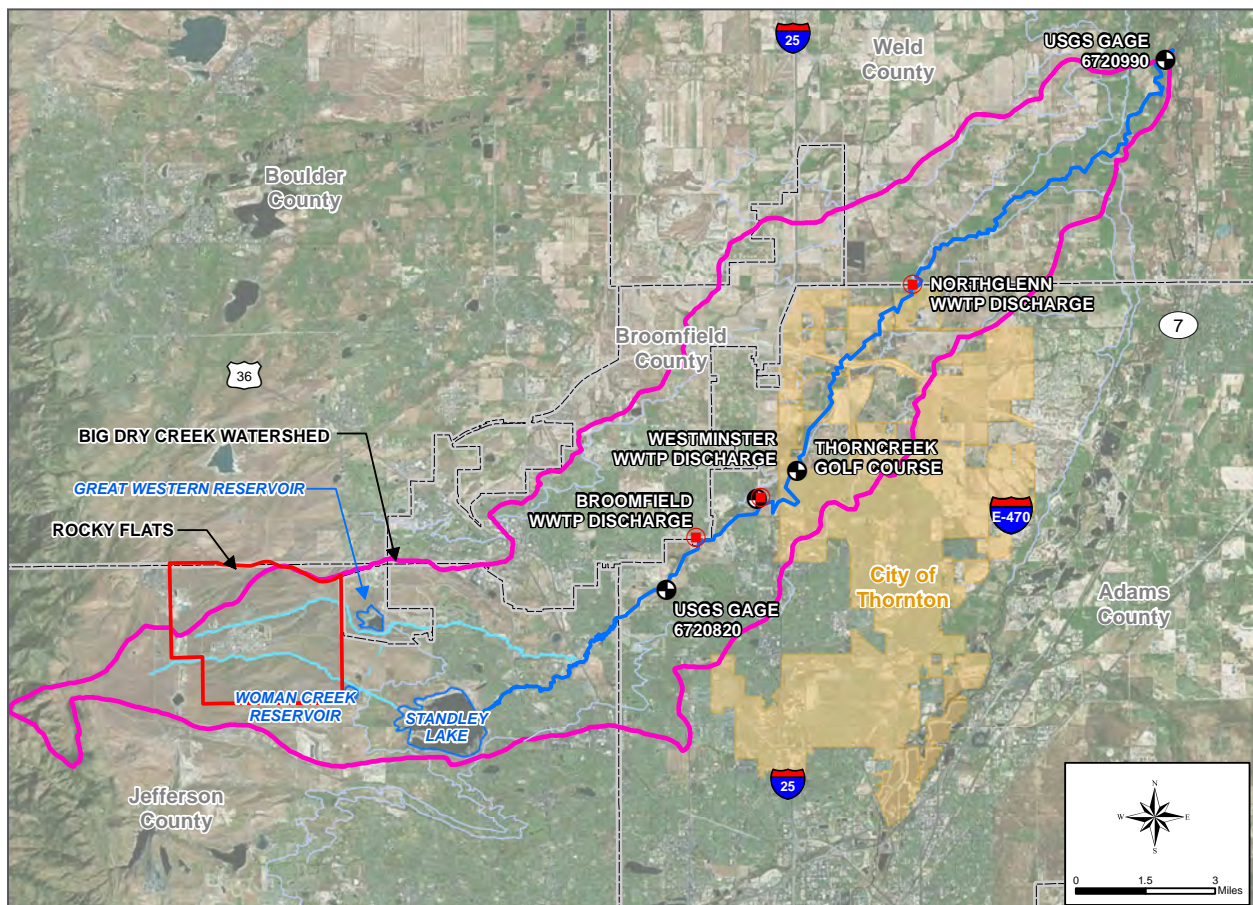 25
Weld
County
USGS GAGE
6720990
Boulder
County
NORTHGLENN
WWTP DISCHARGE
7
Broomfield
County
36
BIG DRY CREEK WATERSHED
WESTMINSTER
WWTP DISCHARGE
THORNCREEK
GOLF COURSE
GREAT WESTERN RESERVOIR
BROOMFIELD
WWTP DISCHARGE
ROCKY FLATS
E-470
City of
Thornton
Adams
County
USGS GAGE
6720820
WOMAN CREEK
RESERVOIR
STANDLEY
LAKE
25
Jefferson
County
N
W
E
S
0 1.5 3
Miles